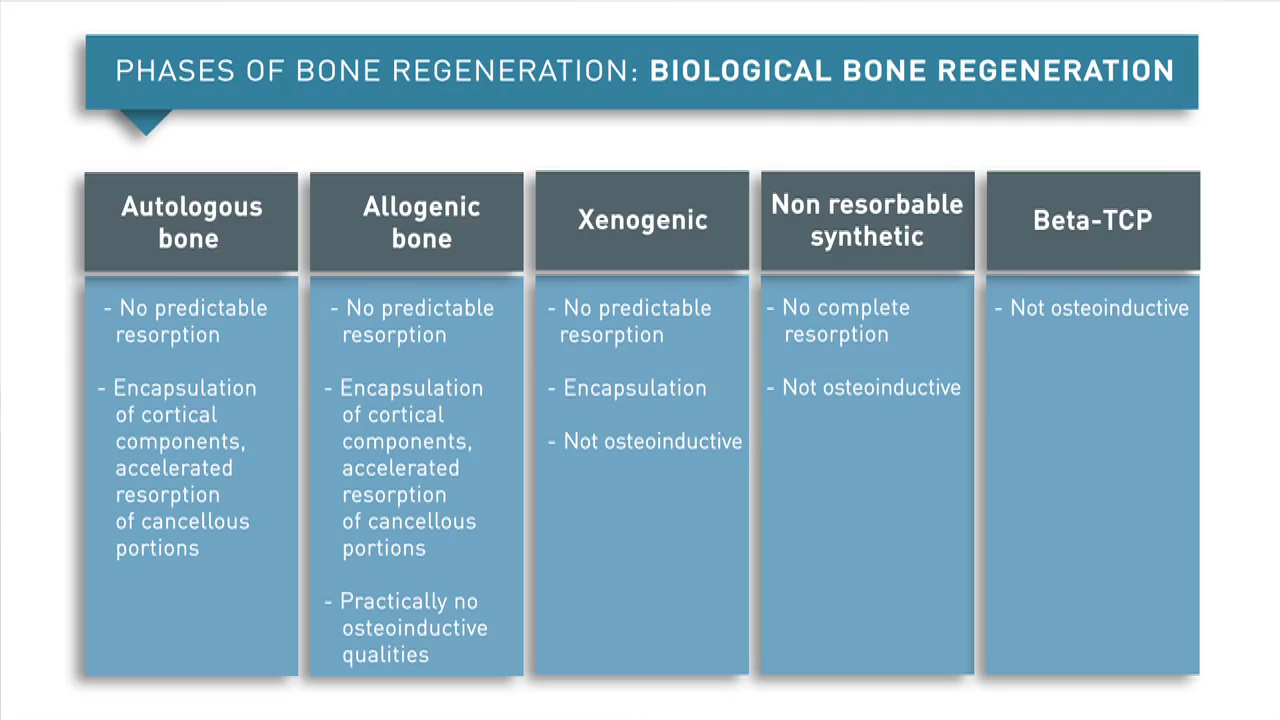 PHASES OF BONE REGENERATION: BIOLOGICAL BONE REGENERATION
Autologous
bone
- No predictable
resorption
- Encapsulation
of cortical
components,
accelerated
resorption
of cancellous
portions
Allogenic
bone
- No predictable
resorption
- Encapsulation
of cortical
components,
accelerated
resorption
of cancellous
portions
- Practically no
osteoinductive
qualities
Xenogenic
- No predictable
resorption
- Encapsulation
- Not osteoinductive
Non resorbable
synthetic
- No complete
resorption
- Not osteoinductive
Beta-TCP
- Not osteoinductive